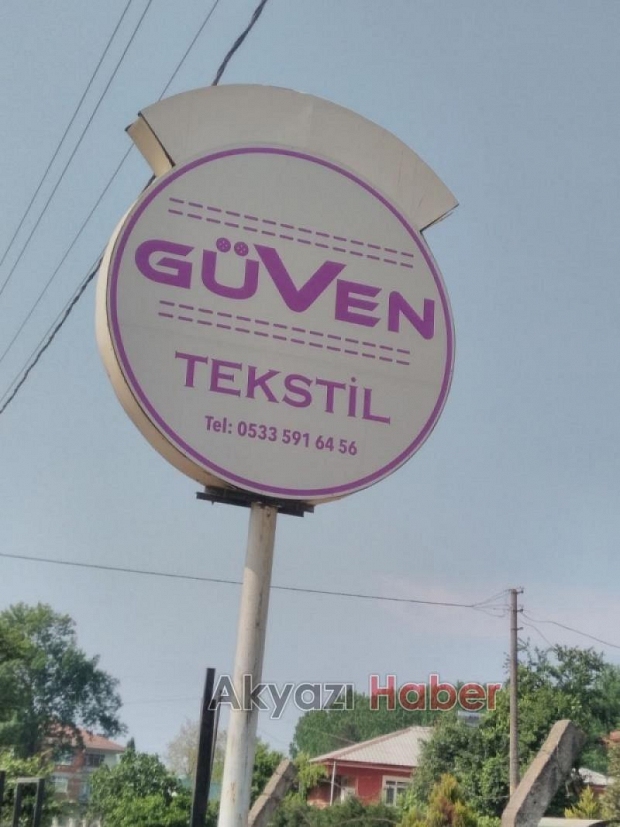 GÜVEN
TEKSTİL
Tel: 0533 591 64 56
Akyazı Haber